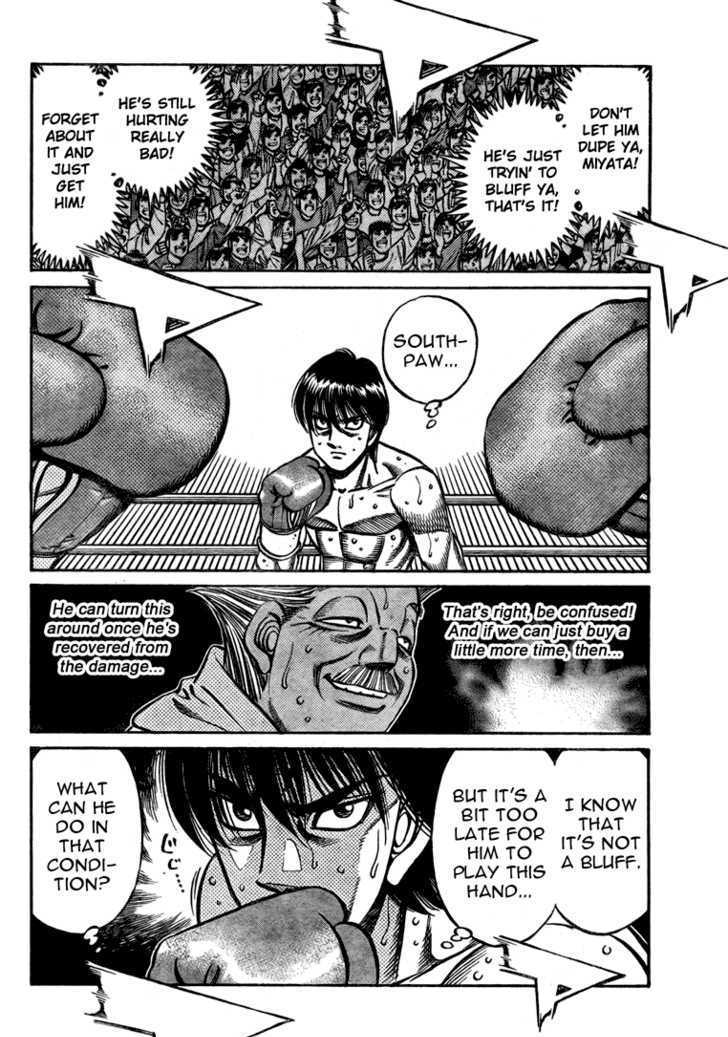 DON'T
LET HIM
DUPE YA,
MIYATA!
HE'S JUST
TRYIN' TO
BLUFF YA,
THAT'S IT!
HE'S STILL
HURTING
REALLY
BAD!
FORGET
ABOUT
IT AND
JUST
GET
HIM!
SOUTH-
PAW...
That's right, be confused!
And if we can just buy a
little more time, then...
He can turn this
around once he's
recovered from
the damage...
I KNOW
THAT
IT'S NOT
A BLUFF.
BUT IT'S A
BIT TOO
LATE FOR
HIM TO
PLAY THIS
HAND...
WHAT
CAN HE
DO IN
THAT
CONDI-
TION?